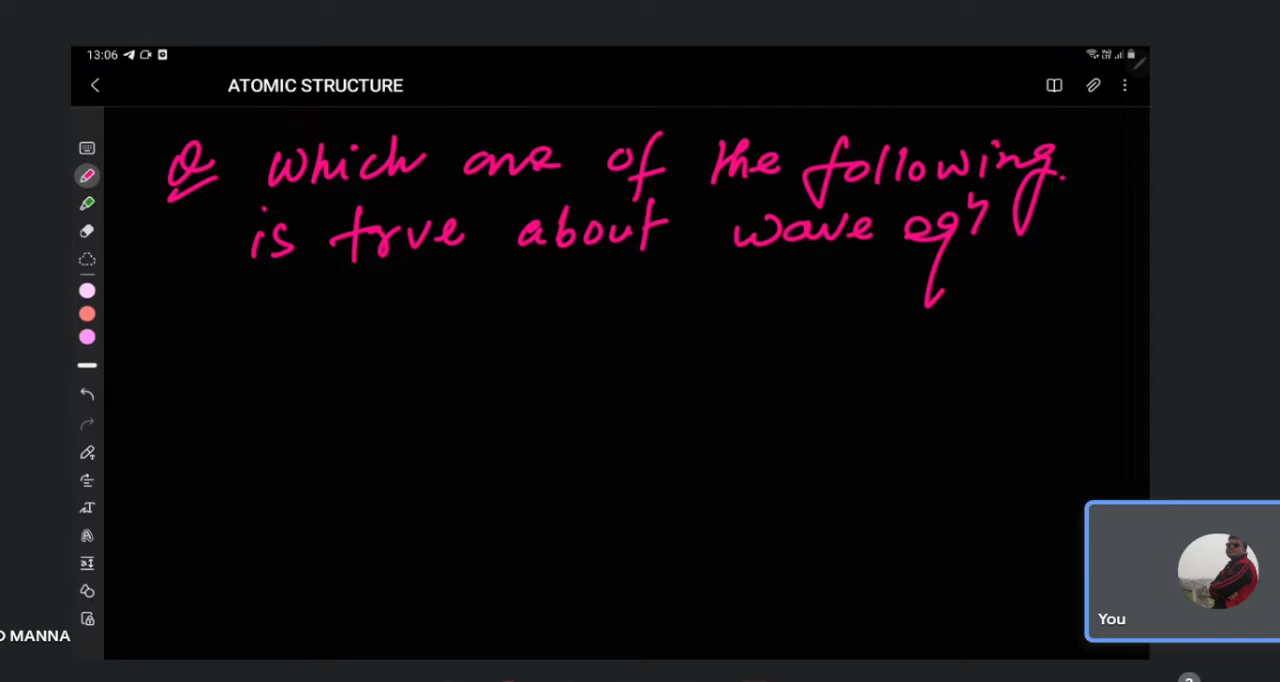 13:06
ATOMIC STRUCTURE
Q Which one of the following.
is true about wave eqn
You
O MANNA